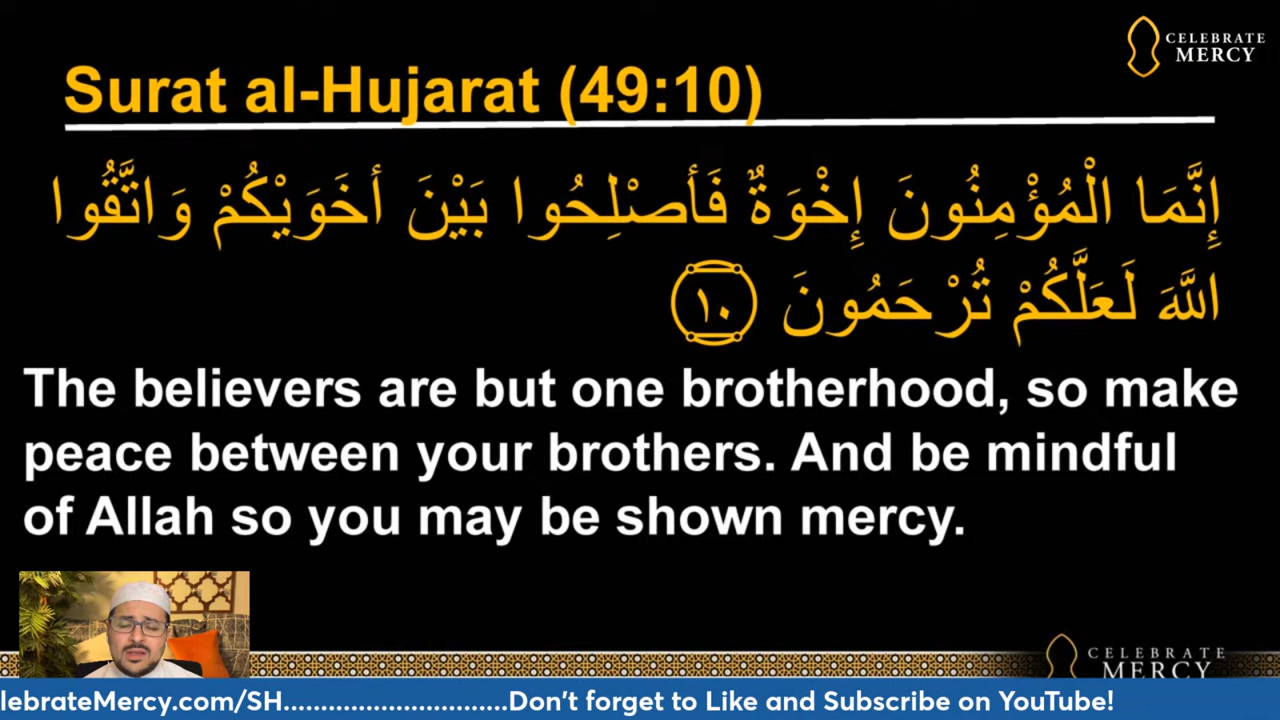 CELEBRATE
MERCY
Surat al-Hujarat (49:10)
إِنَّمَا الْمُؤْمِنُونَ إِخْوَةٌ فَأَصْلِحُوا بَيْنَ أَخَوَيْكُمْ وَاتَّقُوا
اللَّهَ لَعَلَّكُمْ تُرْحَمُونَ ١٠
The believers are but one brotherhood, so make
peace between your brothers. And be mindful
of Allah so you may be shown mercy.
CELEBRATE
MERCY
lebrateMercy.com/SH..............................Don't forget to Like and Subscribe on YouTube!